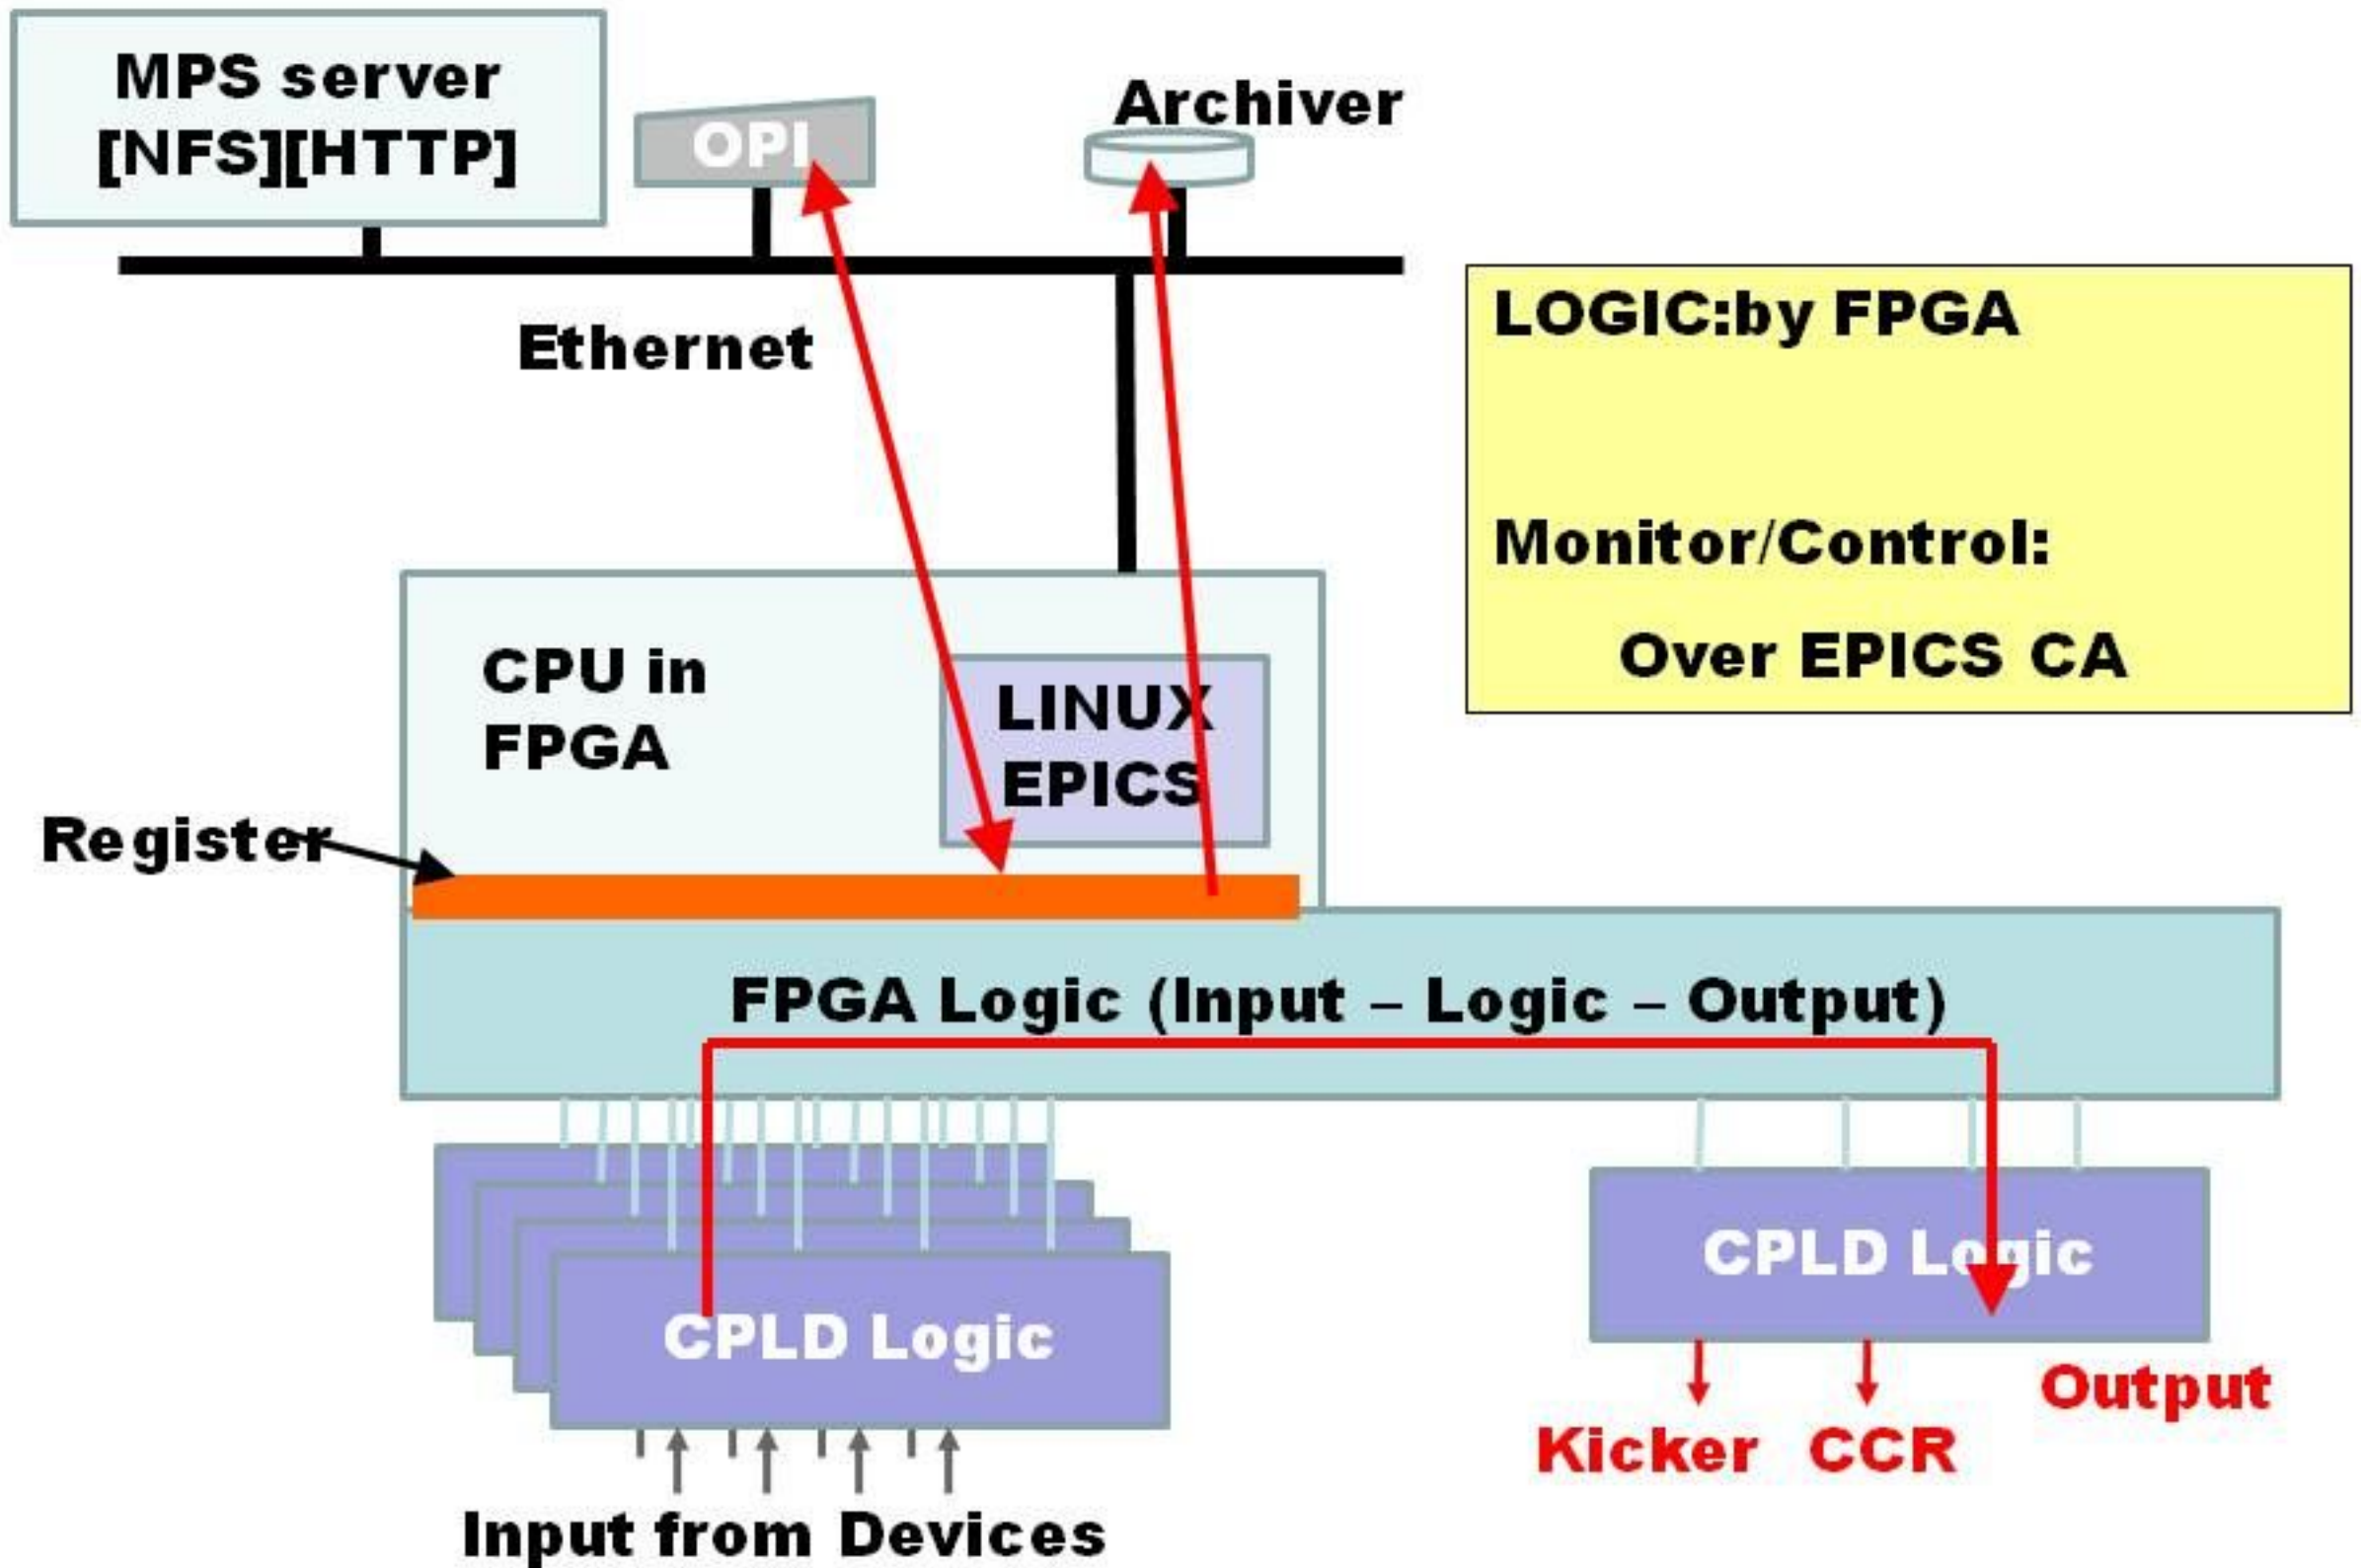 MPS server
[NFS][HTTP]
OPI
Archiver
Ethernet
LOGIC:by FPGA
Monitor/Control:
Over EPICS CA
CPU in
FPGA
LINUX
EPICS
Register
FPGA Logic (Input – Logic – Output)
CPLD Logic
CPLD Logic
Output
Kicker
CCR
Input from Devices